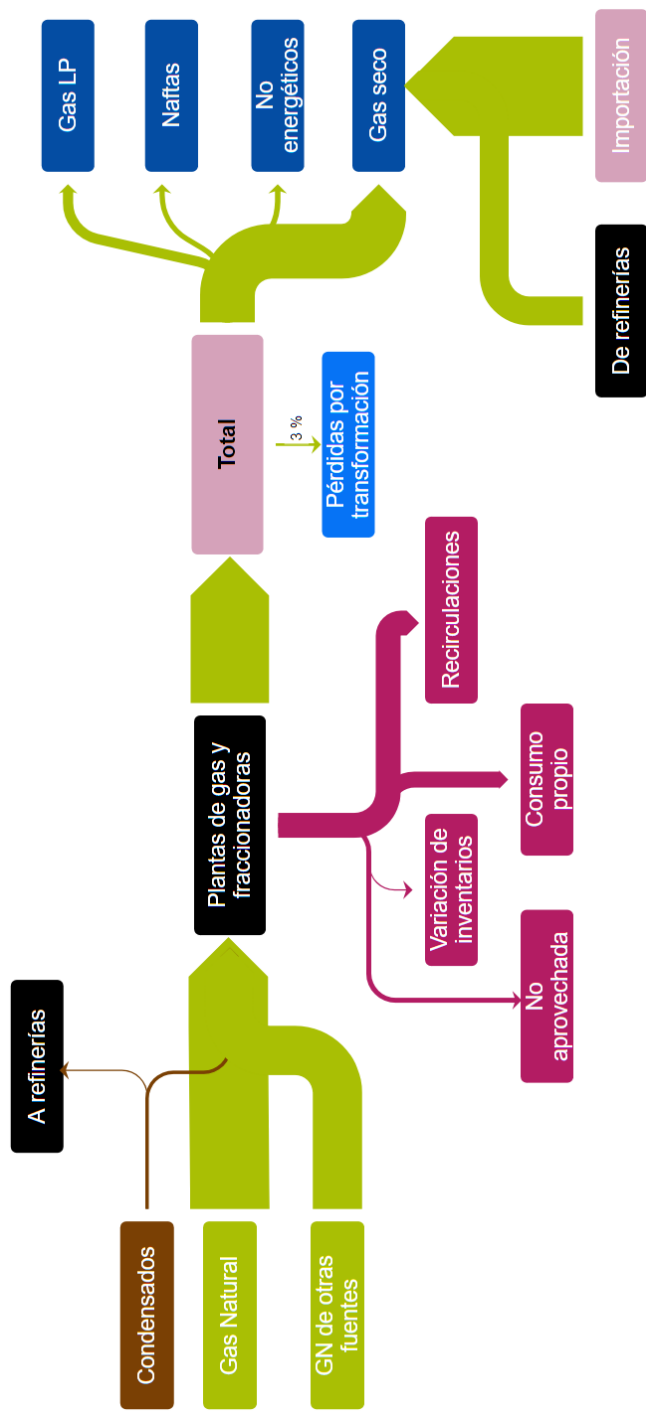 A refinerías
Condensados
Gas Natural
GN de otras
fuentes
Plantas de gas y
fraccionadoras
No
aprovechada
Variación de
inventarios
Consumo
propio
Recirculaciones
Total
3 %
Pérdidas por
transformación
Gas LP
Naftas
No
energéticos
Gas seco
De refinerías
Importación